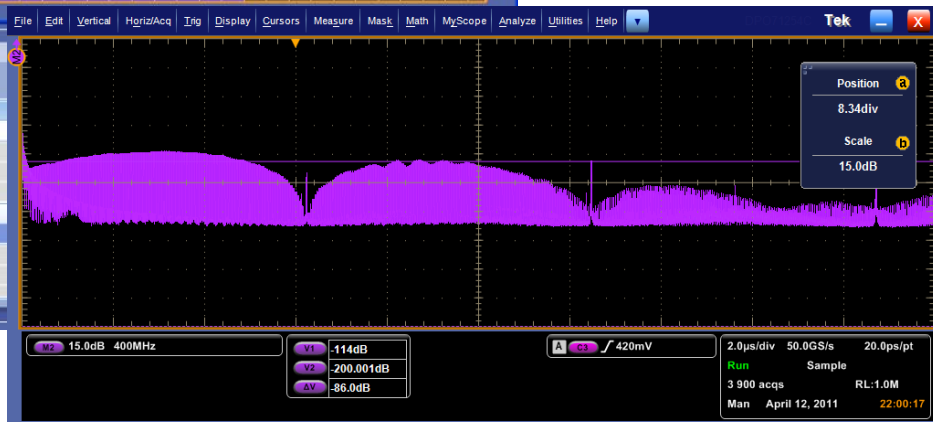 File Edit Vertical Horiz/Acq Trig Display Cursors Measure Mask Math MyScope Analyze Utilities Help Tek X
M2
Position a
8.34div
Scale b
15.0dB
M2 15.0dB 400MHz
V1 -114dB
V2 -200.001dB
ΔV -86.0dB
A C3 420mV
2.0µs/div 50.0GS/s 20.0ps/pt
Run Sample
3 900 acqs RL:1.0M
Man April 12, 2011 22:00:17